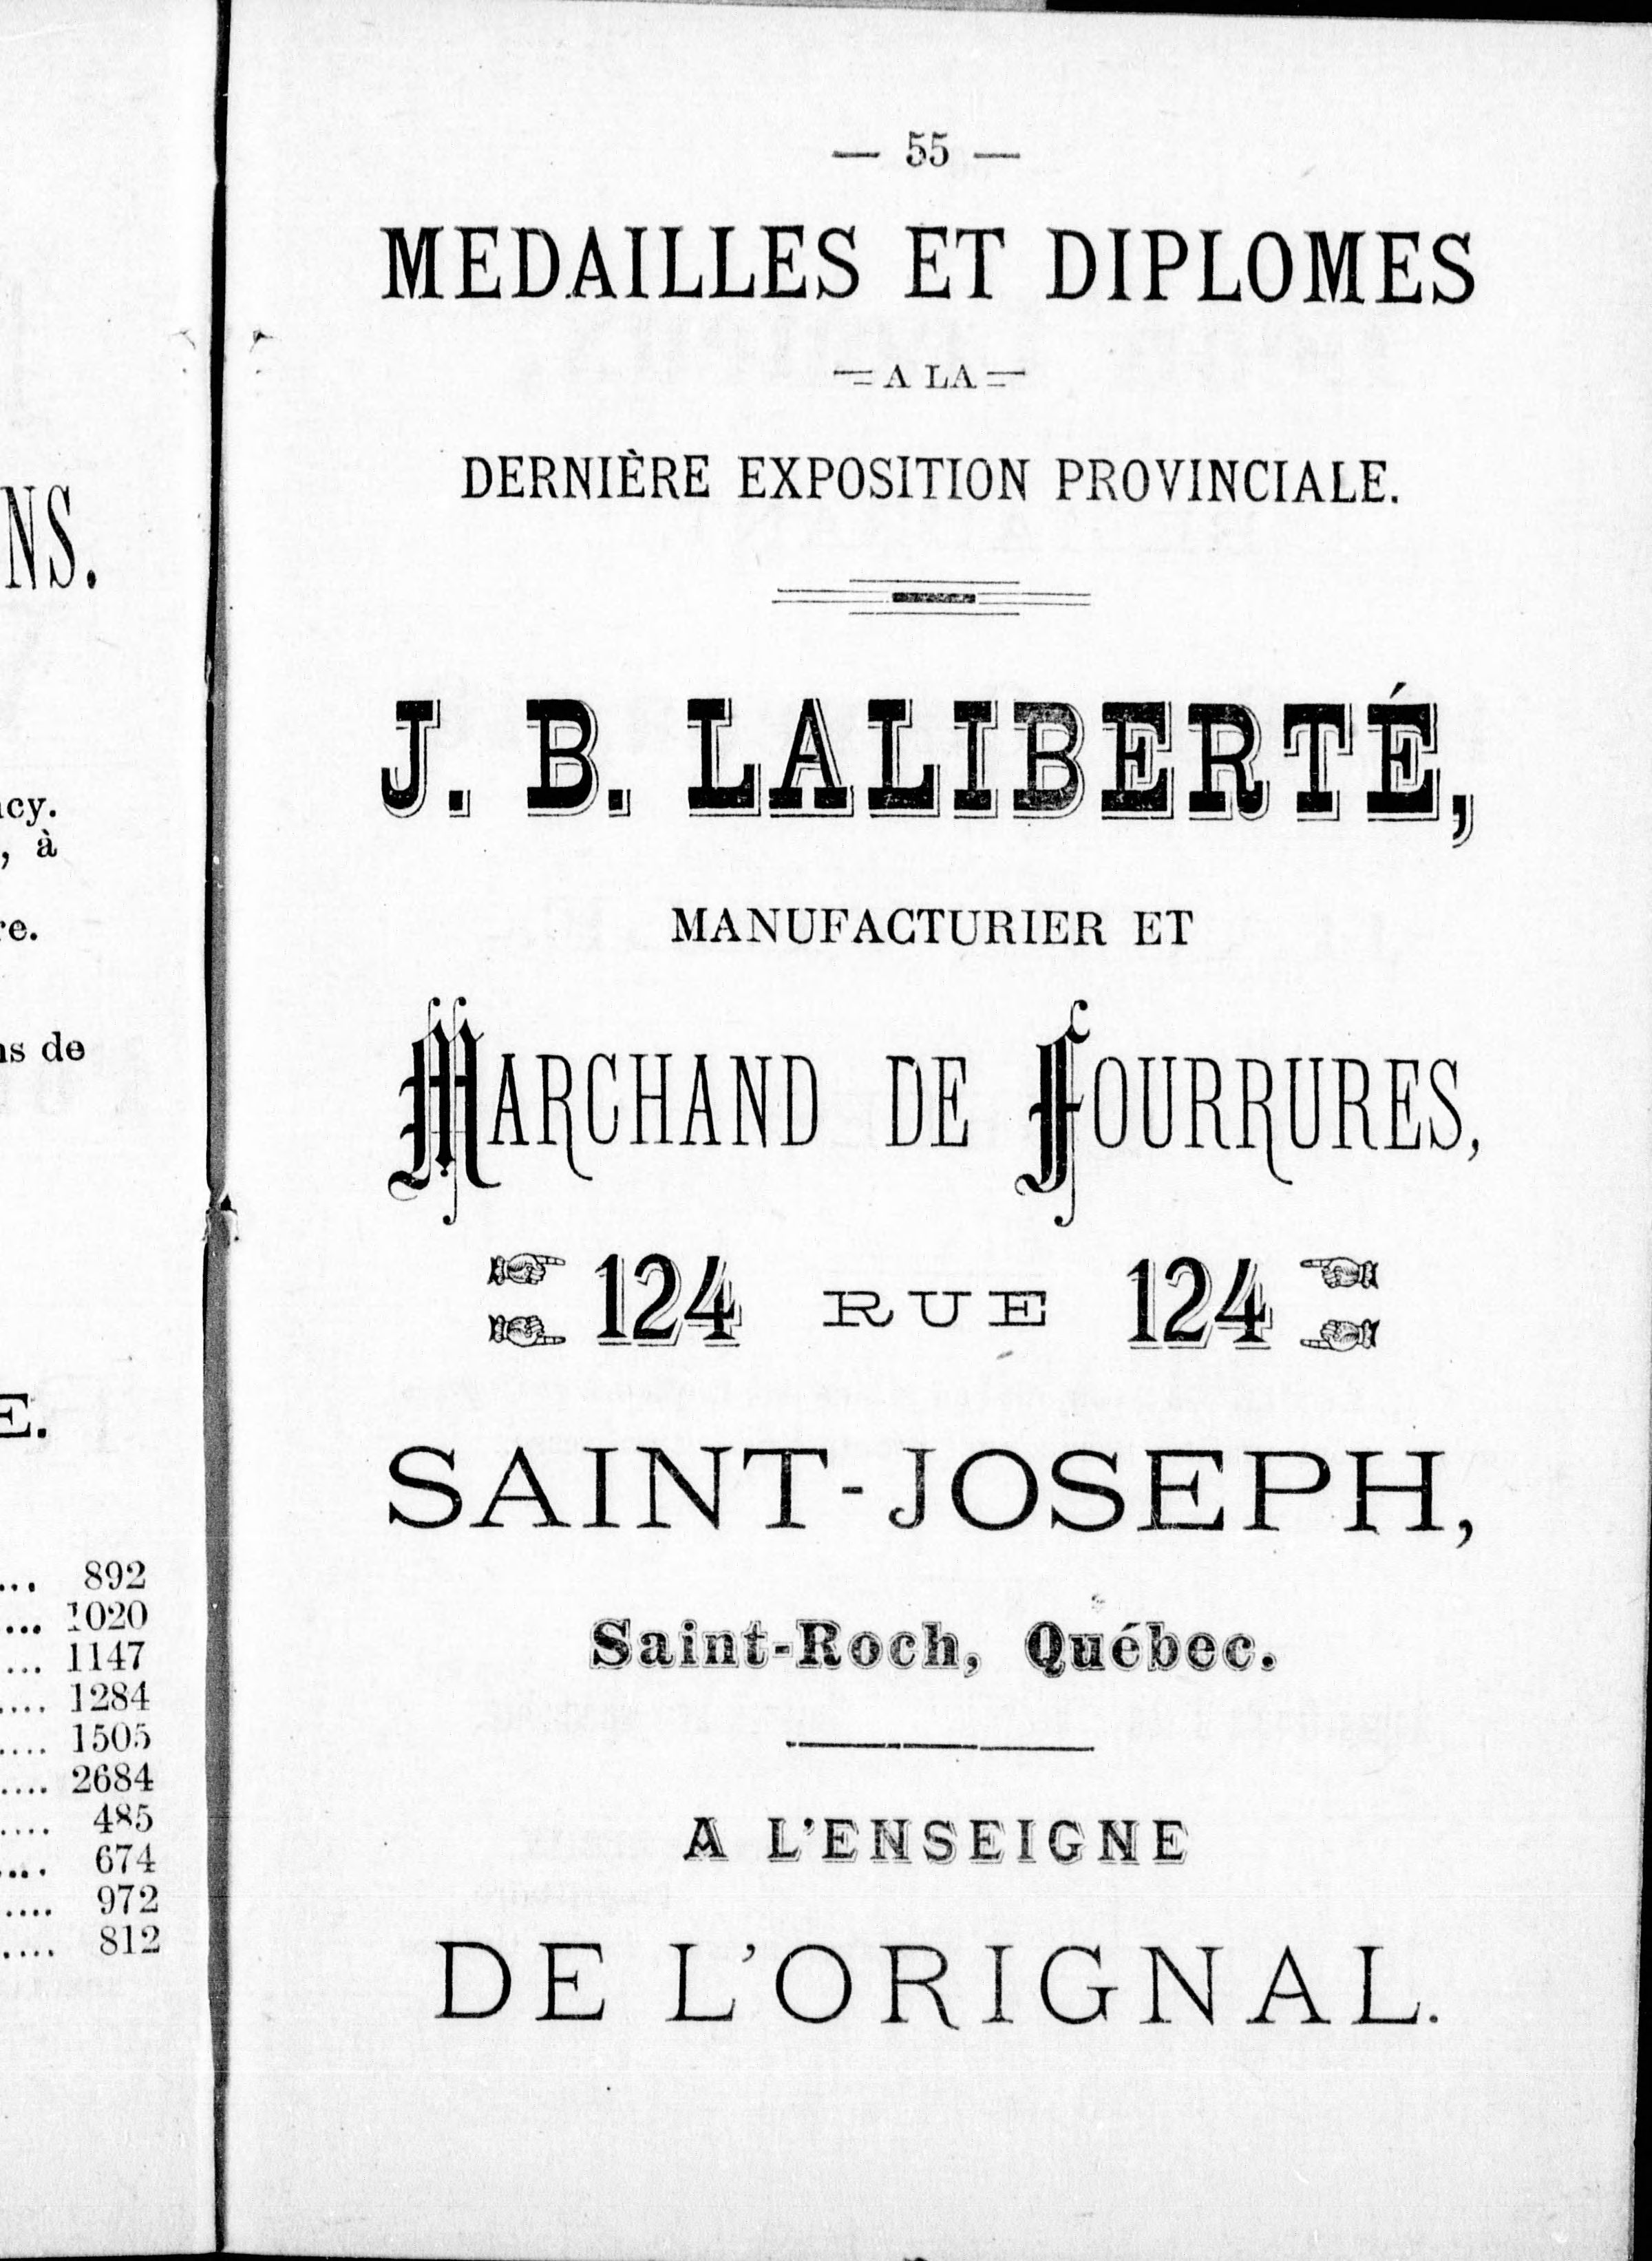 NS.
cy.
, à
re.
s de
E.
... 892
... 1020
... 1147
.... 1284
.... 1505
.... 2684
.... 485
.... 674
.... 972
.... 812
— 55 —
MEDAILLES ET DIPLOMES
A LA
DERNIÈRE EXPOSITION PROVINCIALE.
J. B. LALIBERTÉ,
MANUFACTURIER ET
MARCHAND DE FOURRURES,
124 RUE 124
SAINT-JOSEPH,
Saint-Roch, Québec.
A L'ENSEIGNE
DE L'ORIGNAL.